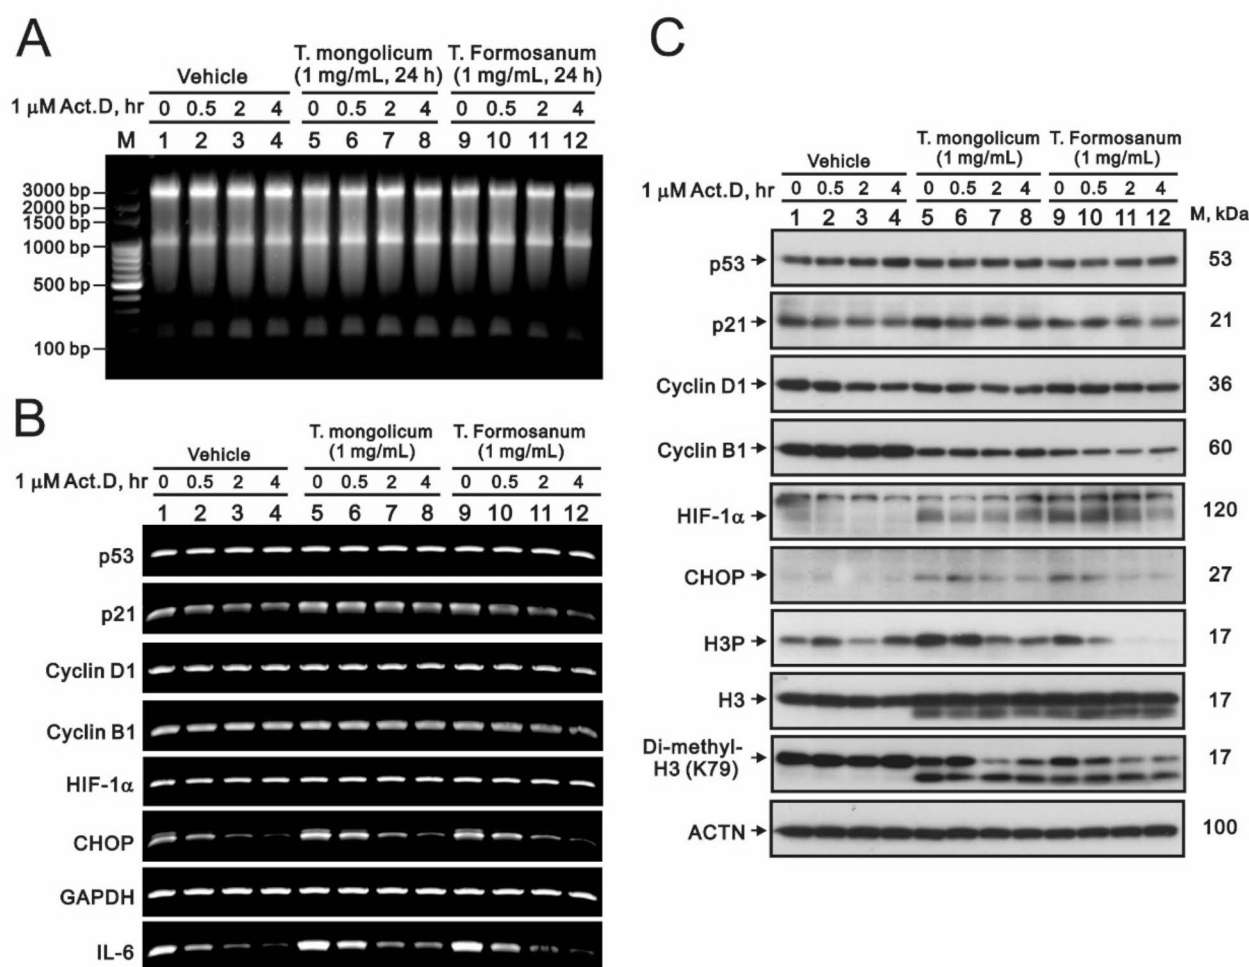 A
Vehicle
T. mongolicum
(1 mg/mL, 24 h)
T. Formosanum
(1 mg/mL, 24 h)
1 μM Act.D, hr 0 0.5 2 4 0 0.5 2 4 0 0.5 2 4
M 1 2 3 4 5 6 7 8 9 10 11 12
3000 bp
2000 bp
1500 bp
1000 bp
500 bp
100 bp
B
Vehicle
T. mongolicum
(1 mg/mL)
T. Formosanum
(1 mg/mL)
1 μM Act.D, hr 0 0.5 2 4 0 0.5 2 4 0 0.5 2 4
1 2 3 4 5 6 7 8 9 10 11 12
p53
p21
Cyclin D1
Cyclin B1
HIF-1α
CHOP
GAPDH
IL-6
C
Vehicle
T. mongolicum
(1 mg/mL)
T. Formosanum
(1 mg/mL)
1 μM Act.D, hr 0 0.5 2 4 0 0.5 2 4 0 0.5 2 4
1 2 3 4 5 6 7 8 9 10 11 12 M, kDa
p53 53
p21 21
Cyclin D1 36
Cyclin B1 60
HIF-1α 120
CHOP 27
H3P 17
H3 17
Di-methyl-
H3 (K79) 17
ACTN 100